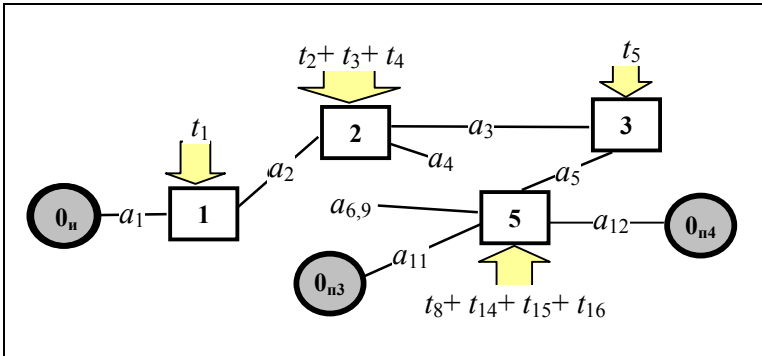 t₂+ t₃+ t₄
t₅
t₁
2
a₃
3
a₂
a₄
a₅
0и
a₁
1
a₆,₉
5
a₁₂
0п4
a₁₁
0п3
t₈+ t₁₄+ t₁₅+ t₁₆